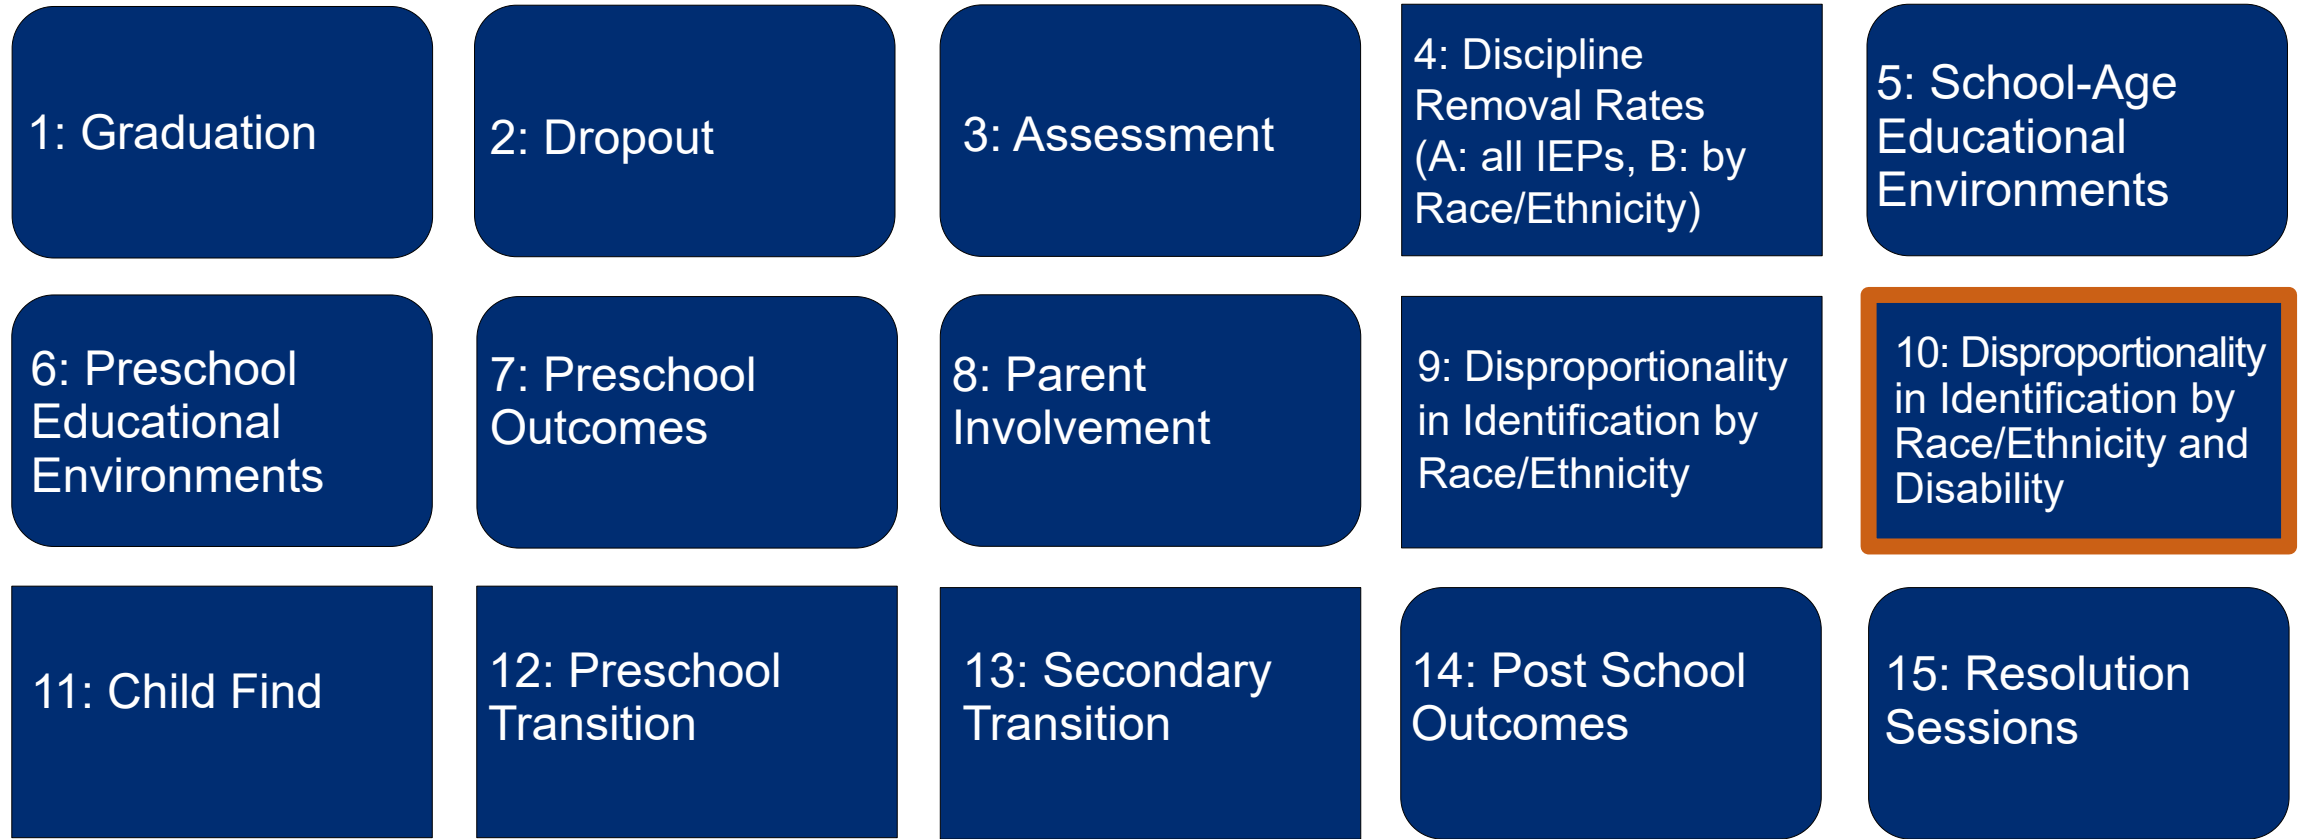 1: Graduation
2: Dropout
3: Assessment
4: Discipline
Removal Rates
(A: all IEPs, B: by
Race/Ethnicity)
5: School-Age
Educational
Environments
6: Preschool
Educational
Environments
7: Preschool
Outcomes
8: Parent
Involvement
9: Disproportionality
in Identification by
Race/Ethnicity
10: Disproportionality
in Identification by
Race/Ethnicity and
Disability
11: Child Find
12: Preschool
Transition
13: Secondary
Transition
14: Post School
Outcomes
15: Resolution
Sessions